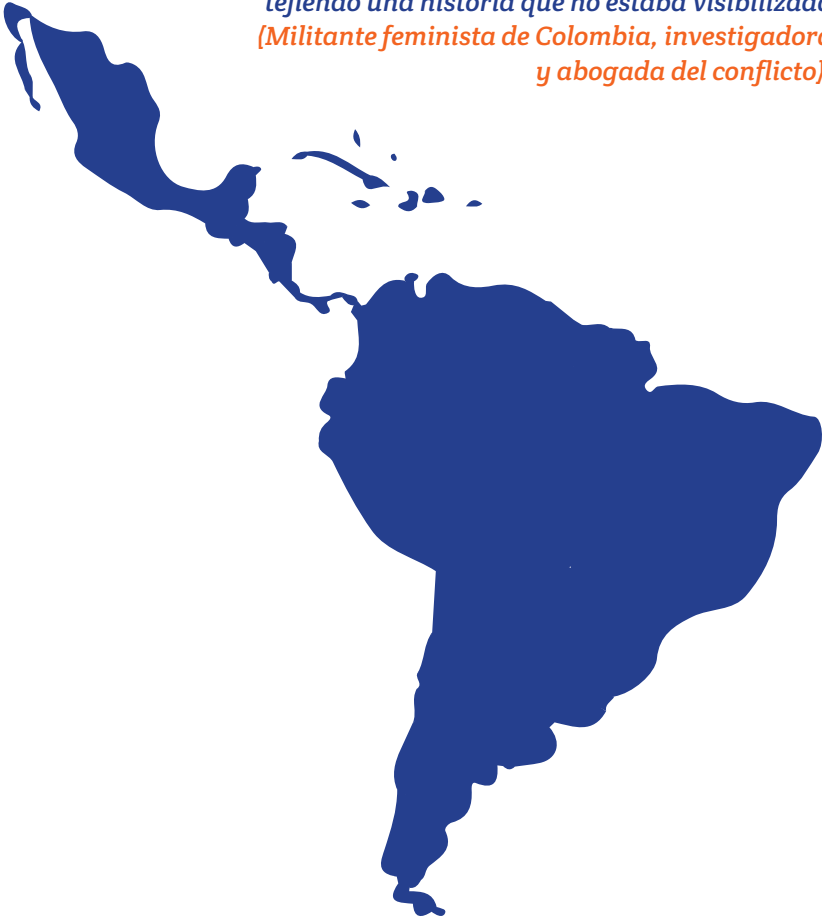 tejiendo una historia que no estaba visibilizada
(Militante feminista de Colombia, investigadora
y abogada del conflicto)